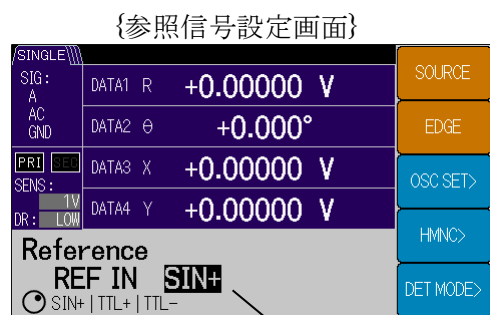 {参照信号設定画面}
SINGLE
SIG:
A
AC
GND
PRI SEC
SENS:
1V
DR: LOW
DATA1 R +0.00000 V
DATA2 θ +0.000°
DATA3 X +0.00000 V
DATA4 Y +0.00000 V
Reference
REF IN SIN+
SIN+|TTL+|TTL-
SOURCE
EDGE
OSC SET>
HMNC>
DET MODE>